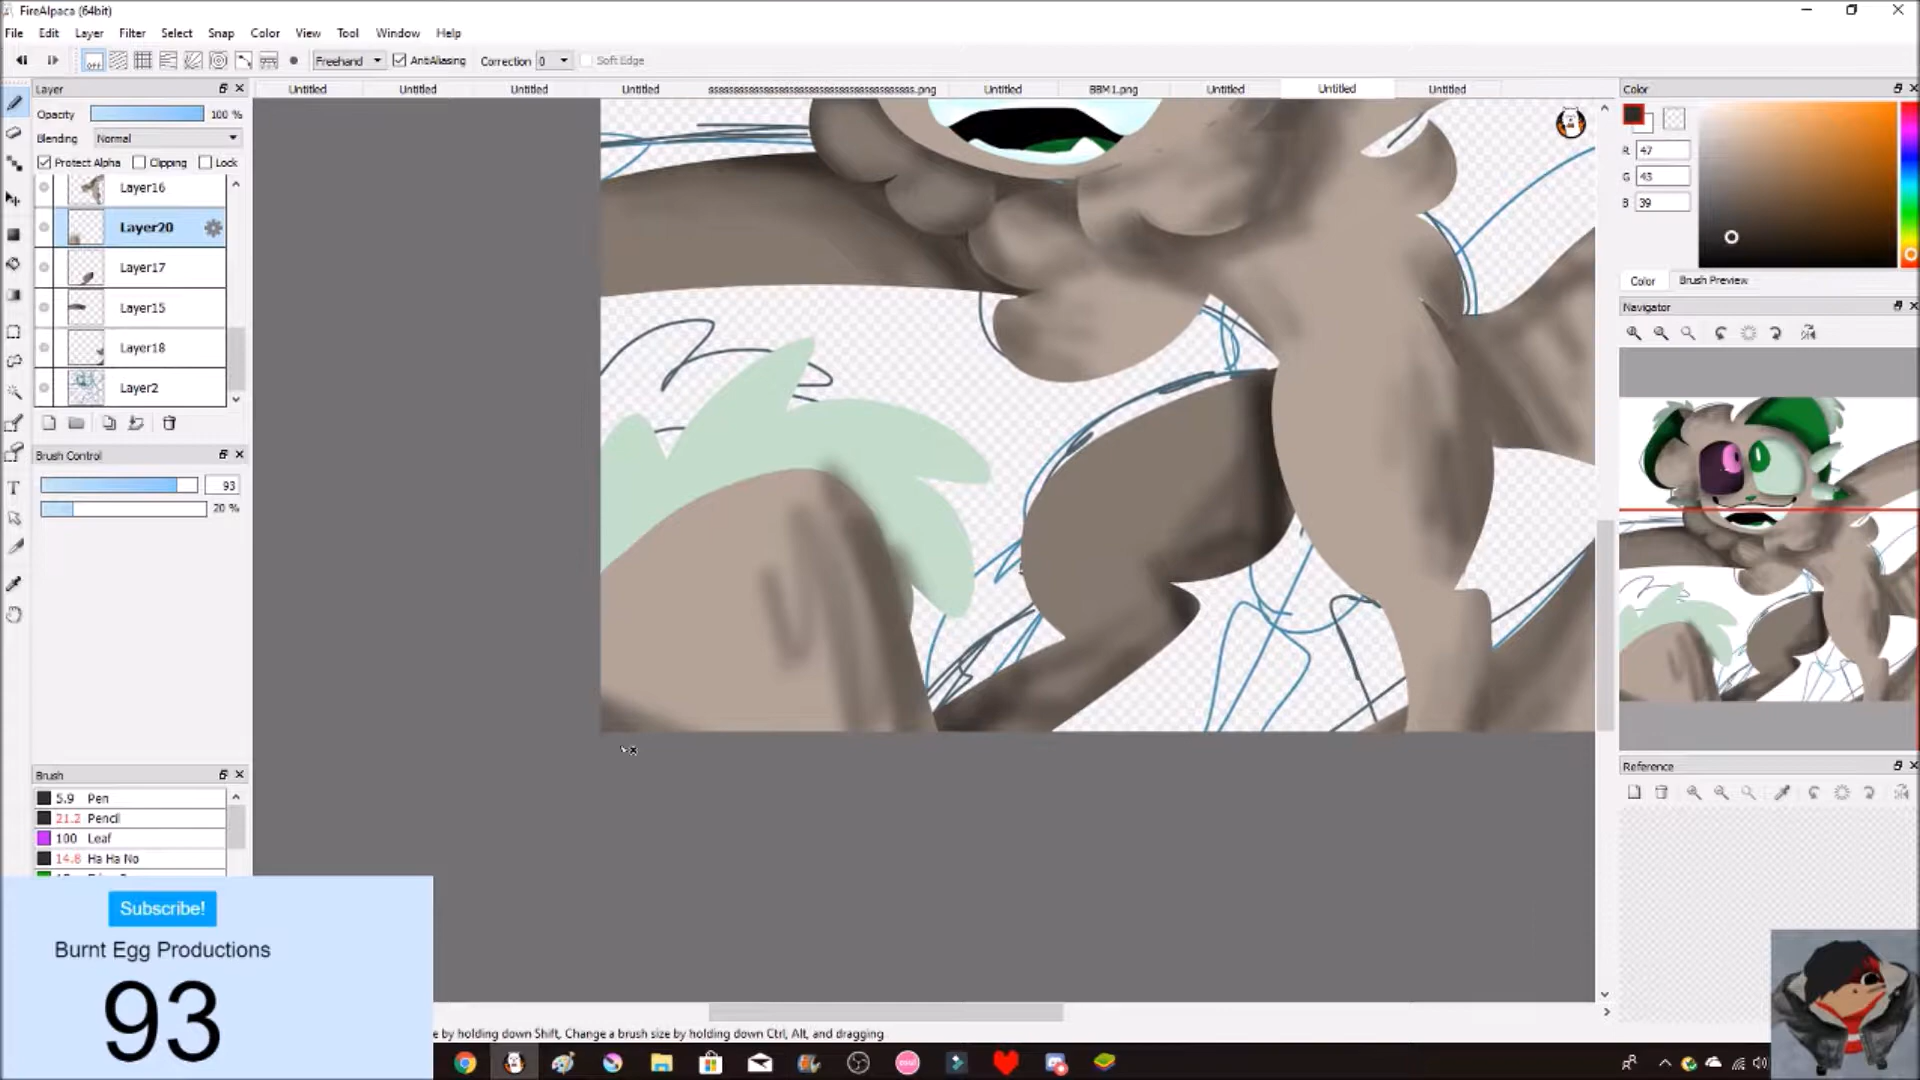 FireAlpaca (64bit)
File Edit Layer Filter Select Snap Color View Tool Window Help
OFF Freehand AntiAliasing Correction 0 Soft Edge
Layer
Untitled Untitled Untitled Untitled Untitled BBM1.png Untitled Untitled Untitled
Color
Opacity 100 %
Blending Normal
Protect Alpha Clipping Lock
R 47
G 43
B 39
Layer16
Layer20
Layer17
Layer15
Layer18
Layer2
Color Brush Preview
Navigator
Brush Control
93
20 %
Reference
Brush
5.9 Pen
21.2 Pencil
100 Leaf
14.8 Ha Ha No
Subscribe!
Burnt Egg Productions
93
e by holding down Shift, Change a brush size by holding down Ctrl, Alt, and dragging